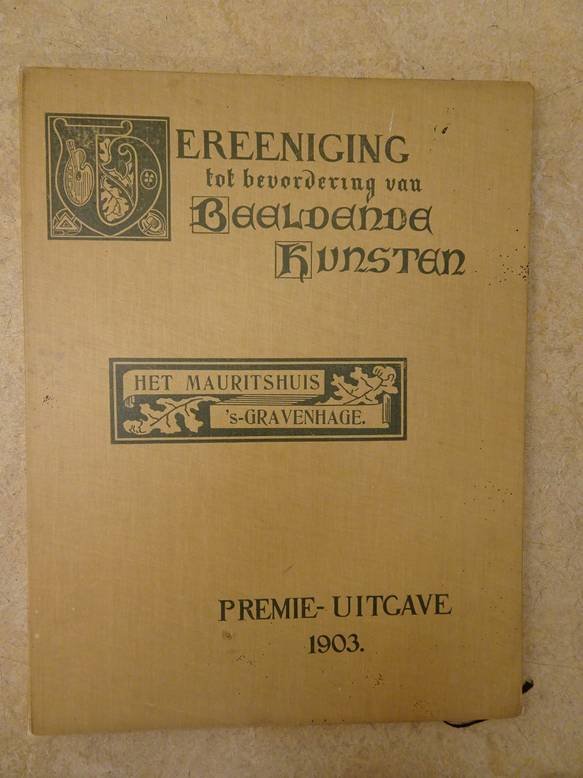 VEREENIGING
tot bevordering van
BEELDENDE
KUNSTEN
HET MAURITSHUIS
's-GRAVENHAGE.
PREMIE-UITGAVE
1903.